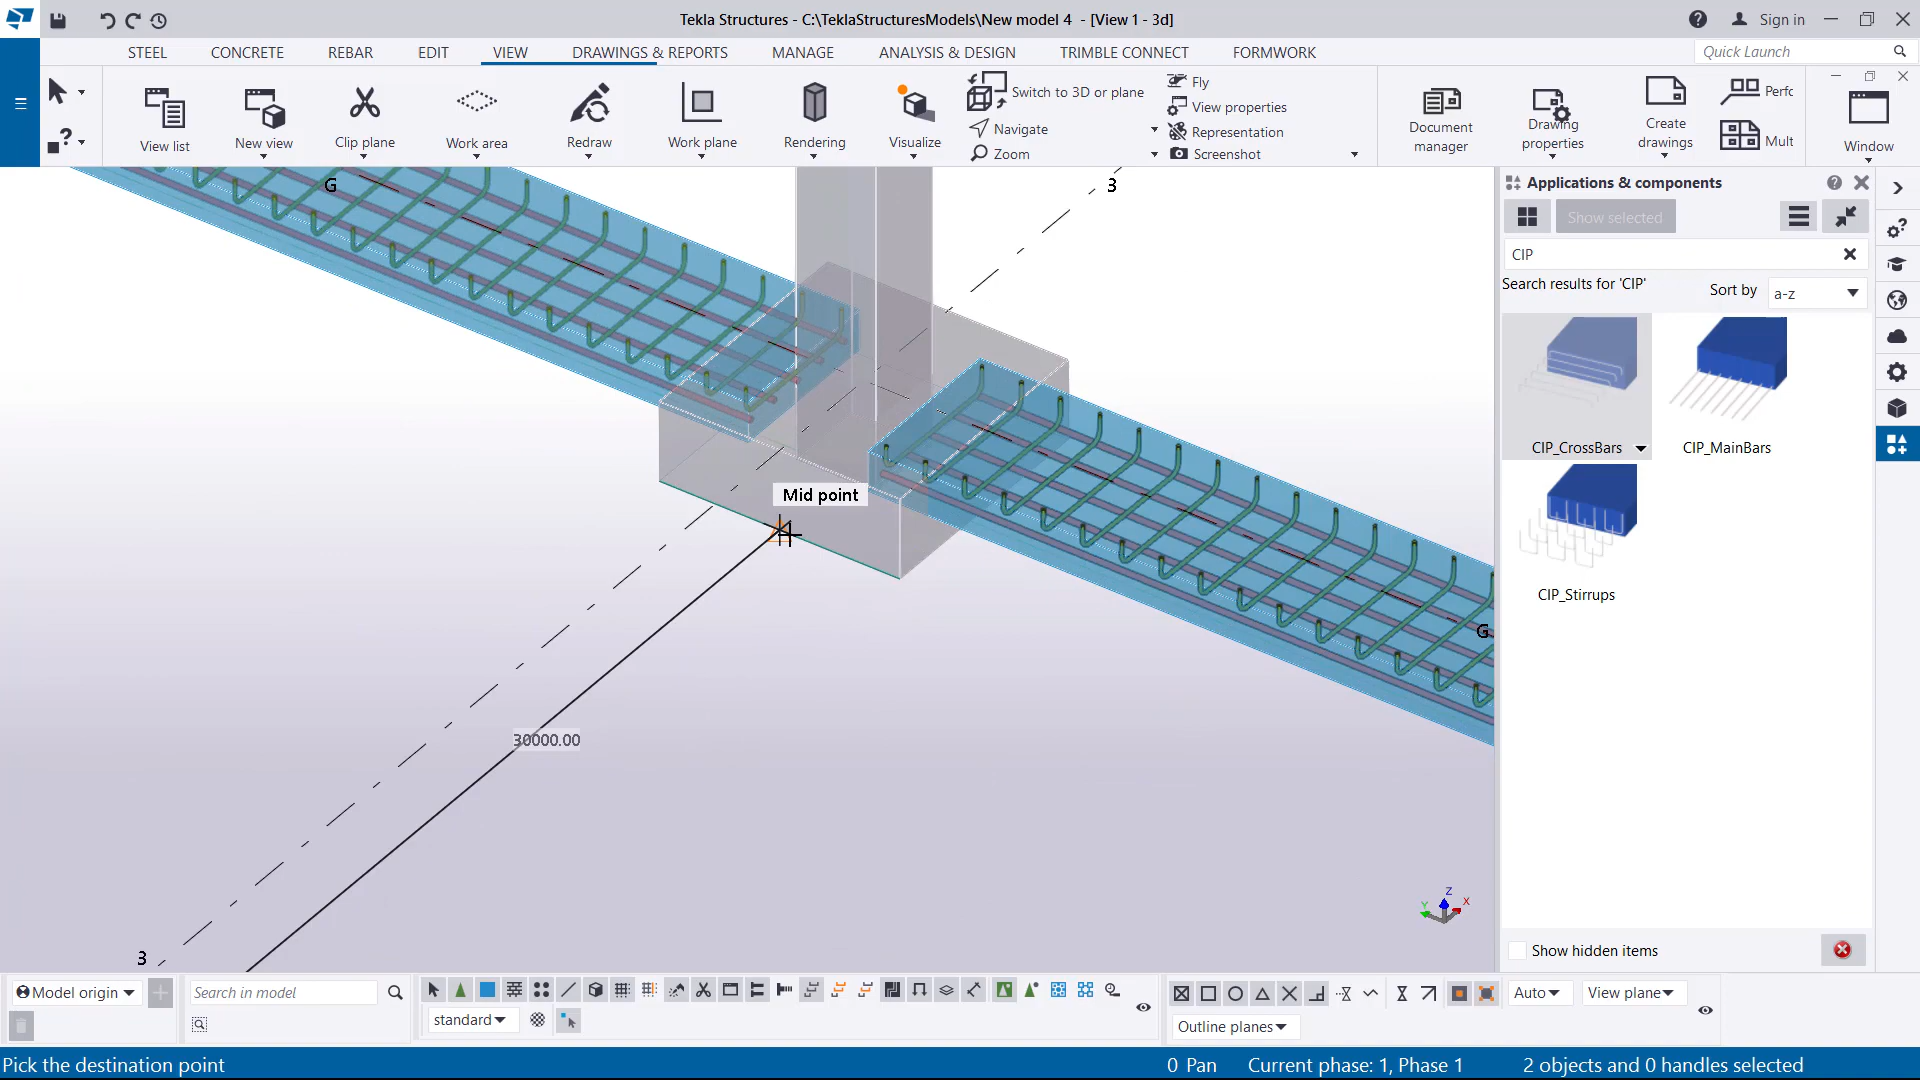 Tekla Structures - C:\TeklaStructuresModels\New model 4 - [View 1 - 3d]
Sign in
STEEL
CONCRETE
REBAR
EDIT
VIEW
DRAWINGS & REPORTS
MANAGE
ANALYSIS & DESIGN
TRIMBLE CONNECT
FORMWORK
Quick Launch
View list
New view
Clip plane
Work area
Redraw
Work plane
Rendering
Visualize
Switch to 3D or plane
Navigate
Zoom
Fly
View properties
Representation
Screenshot
Document manager
Drawing properties
Create drawings
Perfc
Mult
Window
G
3
Mid point
30000.00
G
3
Z
Y
X
Applications & components
Show selected
CIP
Search results for 'CIP'
Sort by
a-z
CIP_CrossBars
CIP_MainBars
CIP_Stirrups
Show hidden items
Model origin
Search in model
standard
Auto
View plane
Outline planes
Pick the destination point
0 Pan
Current phase: 1, Phase 1
2 objects and 0 handles selected